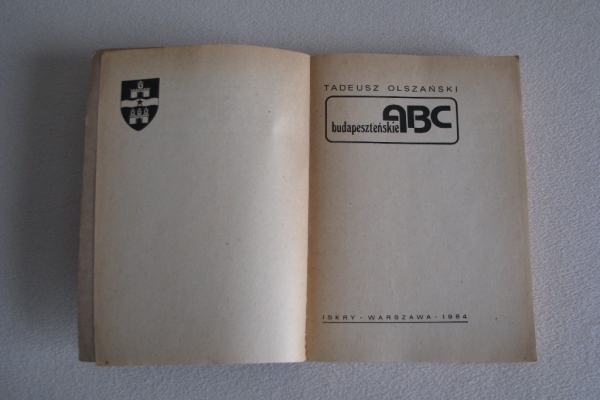 TADEUSZ OLSZAŃSKI
budapeszteńskie ABC
ISKRY - WARSZAWA - 1984